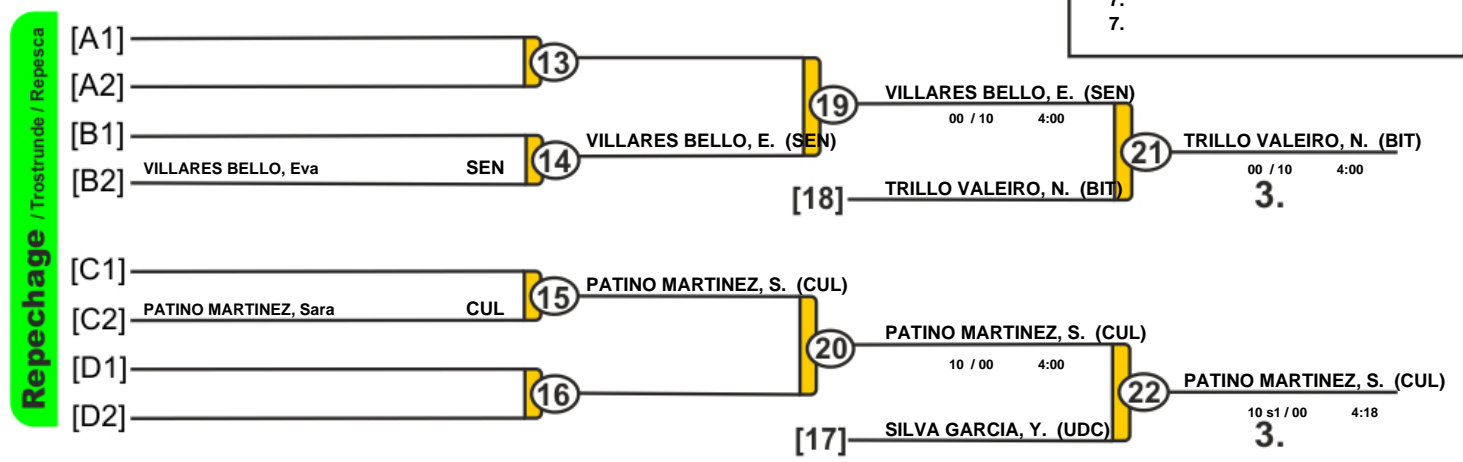 7.
7.
Repechage / Trostrunde / Repesca
[A1]
[A2]
13
[B1]
[B2] VILLARES BELLO, Eva SEN
14
VILLARES BELLO, E. (SEN)
19
VILLARES BELLO, E. (SEN)
00 / 10 4:00
[18] TRILLO VALEIRO, N. (BIT)
21
TRILLO VALEIRO, N. (BIT)
00 / 10 4:00
3.
[C1]
[C2] PATINO MARTINEZ, Sara CUL
15
PATINO MARTINEZ, S. (CUL)
[D1]
[D2]
16
20
PATINO MARTINEZ, S. (CUL)
10 / 00 4:00
[17] SILVA GARCIA, Y. (UDC)
22
PATINO MARTINEZ, S. (CUL)
10 s1 / 00 4:18
3.